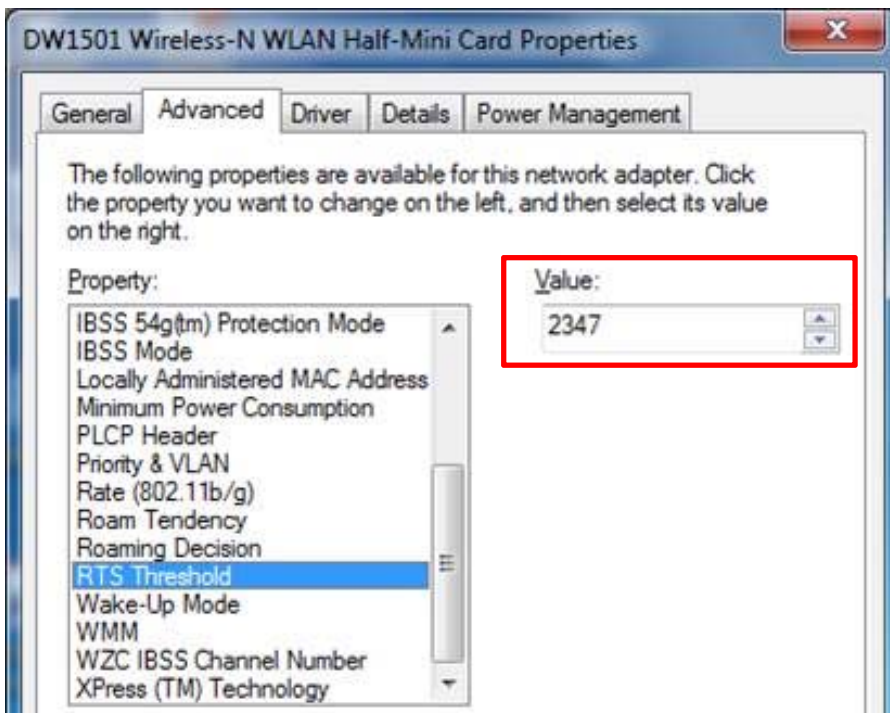 DW1501 Wireless-N WLAN Half-Mini Card Properties
General Advanced Driver Details Power Management
The following properties are available for this network adapter. Click
the property you want to change on the left, and then select its value
on the right.
Property:
IBSS 54g(tm) Protection Mode
IBSS Mode
Locally Administered MAC Address
Minimum Power Consumption
PLCP Header
Priority & VLAN
Rate (802.11b/g)
Roam Tendency
Roaming Decision
RTS Threshold
Wake-Up Mode
WMM
WZC IBSS Channel Number
XPress (TM) Technology
Value:
2347